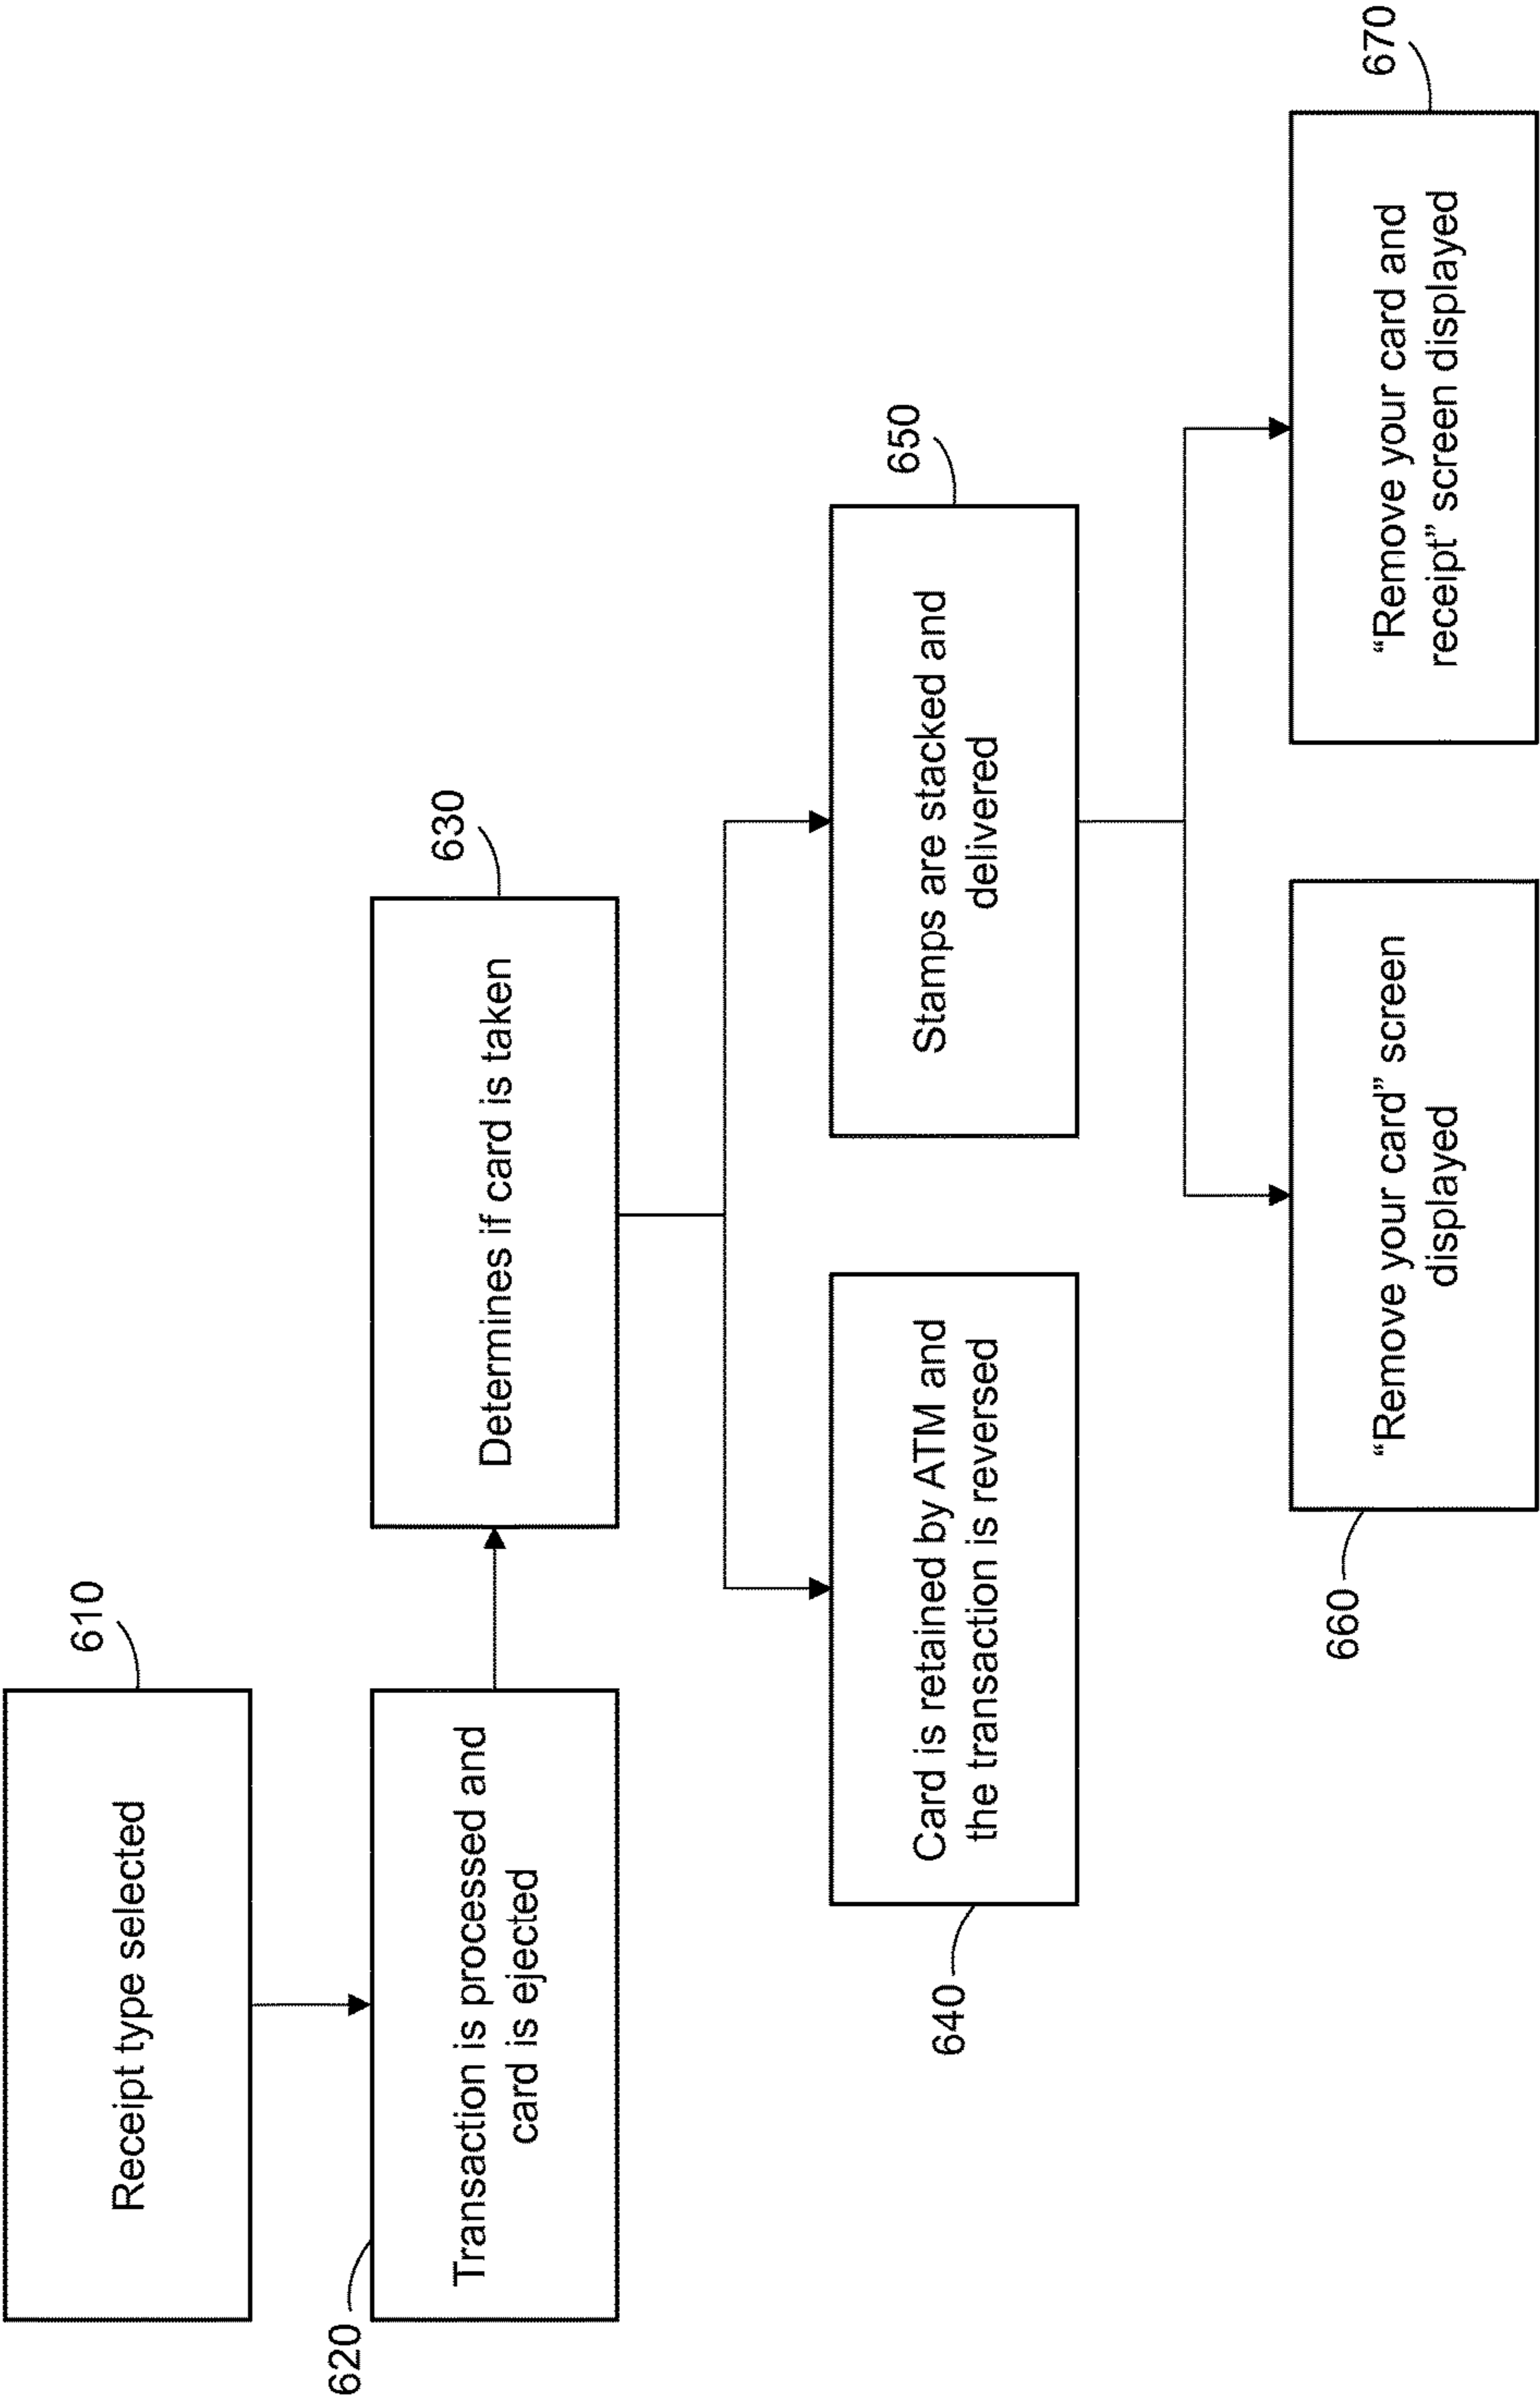 610
Receipt type selected
620
Transaction is processed and
card is ejected
630
Determines if card is taken
640
Card is retained by ATM and
the transaction is reversed
650
Stamps are stacked and
delivered
660
“Remove your card” screen
displayed
670
“Remove your card and
receipt” screen displayed